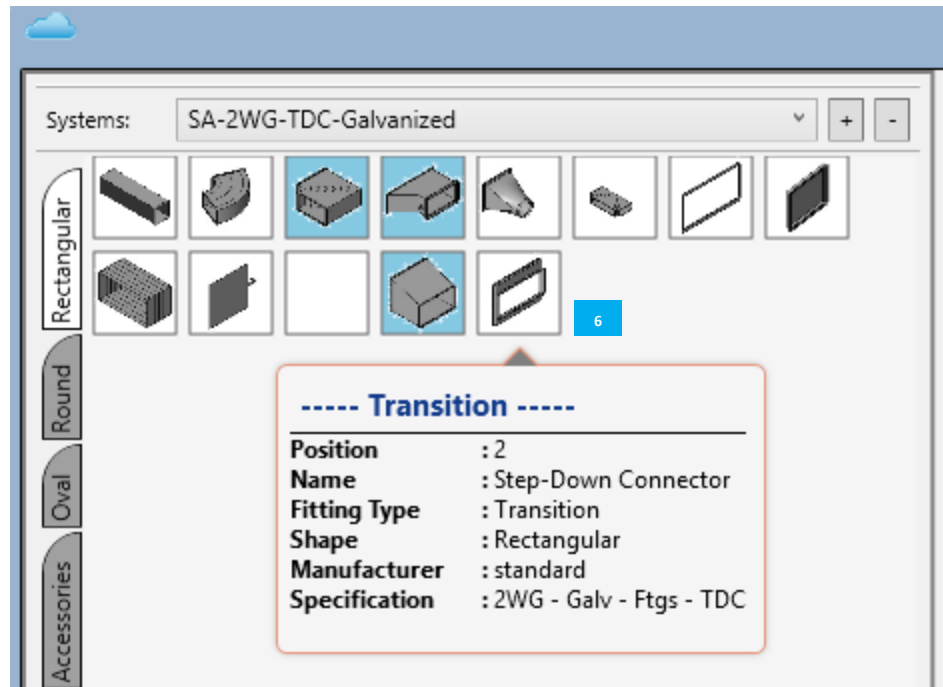 Systems: SA-2WG-TDC-Galvanized + -
Rectangular
Round
Oval
Accessories
6
----- Transition -----
Position : 2
Name : Step-Down Connector
Fitting Type : Transition
Shape : Rectangular
Manufacturer : standard
Specification : 2WG - Galv - Ftgs - TDC